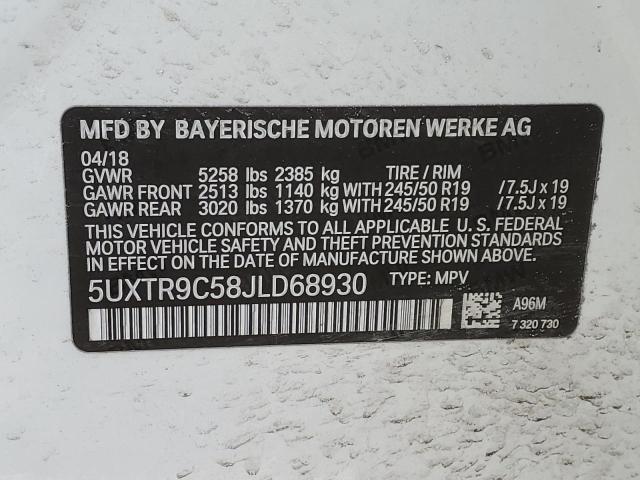 MFD BY BAYERISCHE MOTOREN WERKE AG
04/18
GVWR 5258 lbs 2385 kg TIRE / RIM
GAWR FRONT 2513 lbs 1140 kg WITH 245/50 R19 / 7.5J x 19
GAWR REAR 3020 lbs 1370 kg WITH 245/50 R19 / 7.5J x 19
THIS VEHICLE CONFORMS TO ALL APPLICABLE U. S. FEDERAL
MOTOR VEHICLE SAFETY AND THEFT PREVENTION STANDARDS
IN EFFECT ON THE DATE OF MANUFACTURE SHOWN ABOVE.
5UXTR9C58JLD68930 TYPE: MPV
A96M
7 320 730